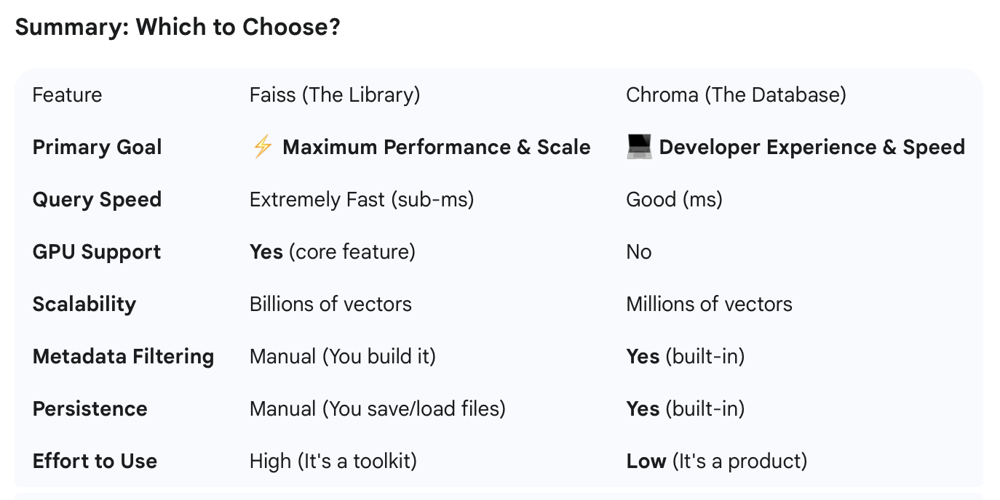 Summary: Which to Choose?
Feature Faiss (The Library) Chroma (The Database)
Primary Goal ⚡ Maximum Performance & Scale 💻 Developer Experience & Speed
Query Speed Extremely Fast (sub-ms) Good (ms)
GPU Support Yes (core feature) No
Scalability Billions of vectors Millions of vectors
Metadata Filtering Manual (You build it) Yes (built-in)
Persistence Manual (You save/load files) Yes (built-in)
Effort to Use High (It's a toolkit) Low (It's a product)